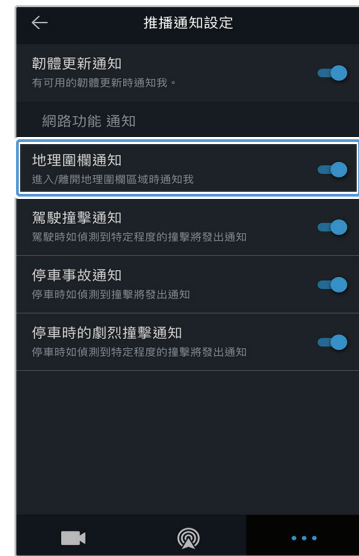 推播通知設定
韌體更新通知
有可用的韌體更新時通知我。
網路功能 通知
地理圍欄通知
進入/離開地理圍欄區域時通知我
駕駛撞擊通知
駕駛時如偵測到特定程度的撞擊將發出通知
停車事故通知
停車時如偵測到撞擊將發出通知
停車時的劇烈撞擊通知
停車時如偵測到特定程度的撞擊將發出通知